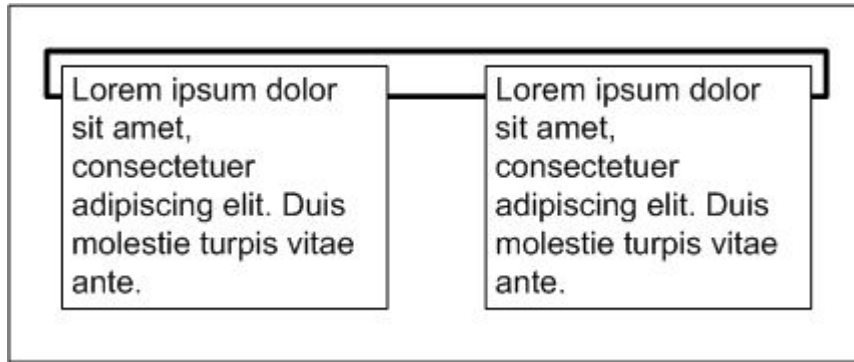 Lorem ipsum dolor
sit amet,
consectetuer
adipiscing elit. Duis
molestie turpis vitae
ante.
Lorem ipsum dolor
sit amet,
consectetuer
adipiscing elit. Duis
molestie turpis vitae
ante.